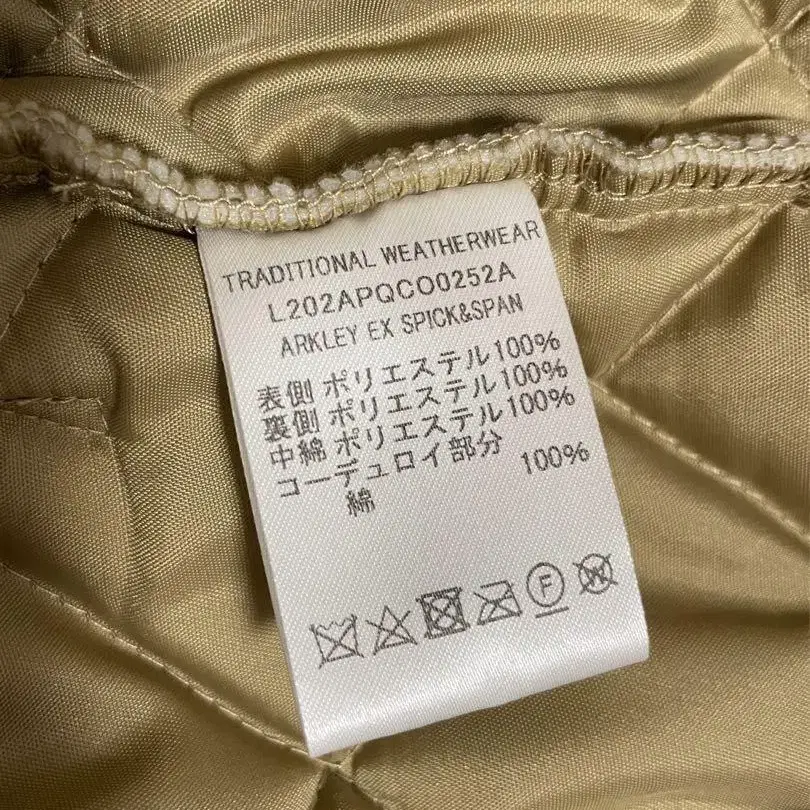 TRADITIONAL WEATHERWEAR
L202APQCO0252A
ARKLEY EX SPICK&SPAN
表側 ポリエステル100%
裏側 ポリエステル100%
中綿 ポリエステル100%
コーデュロイ部分
綿 100%
F
W